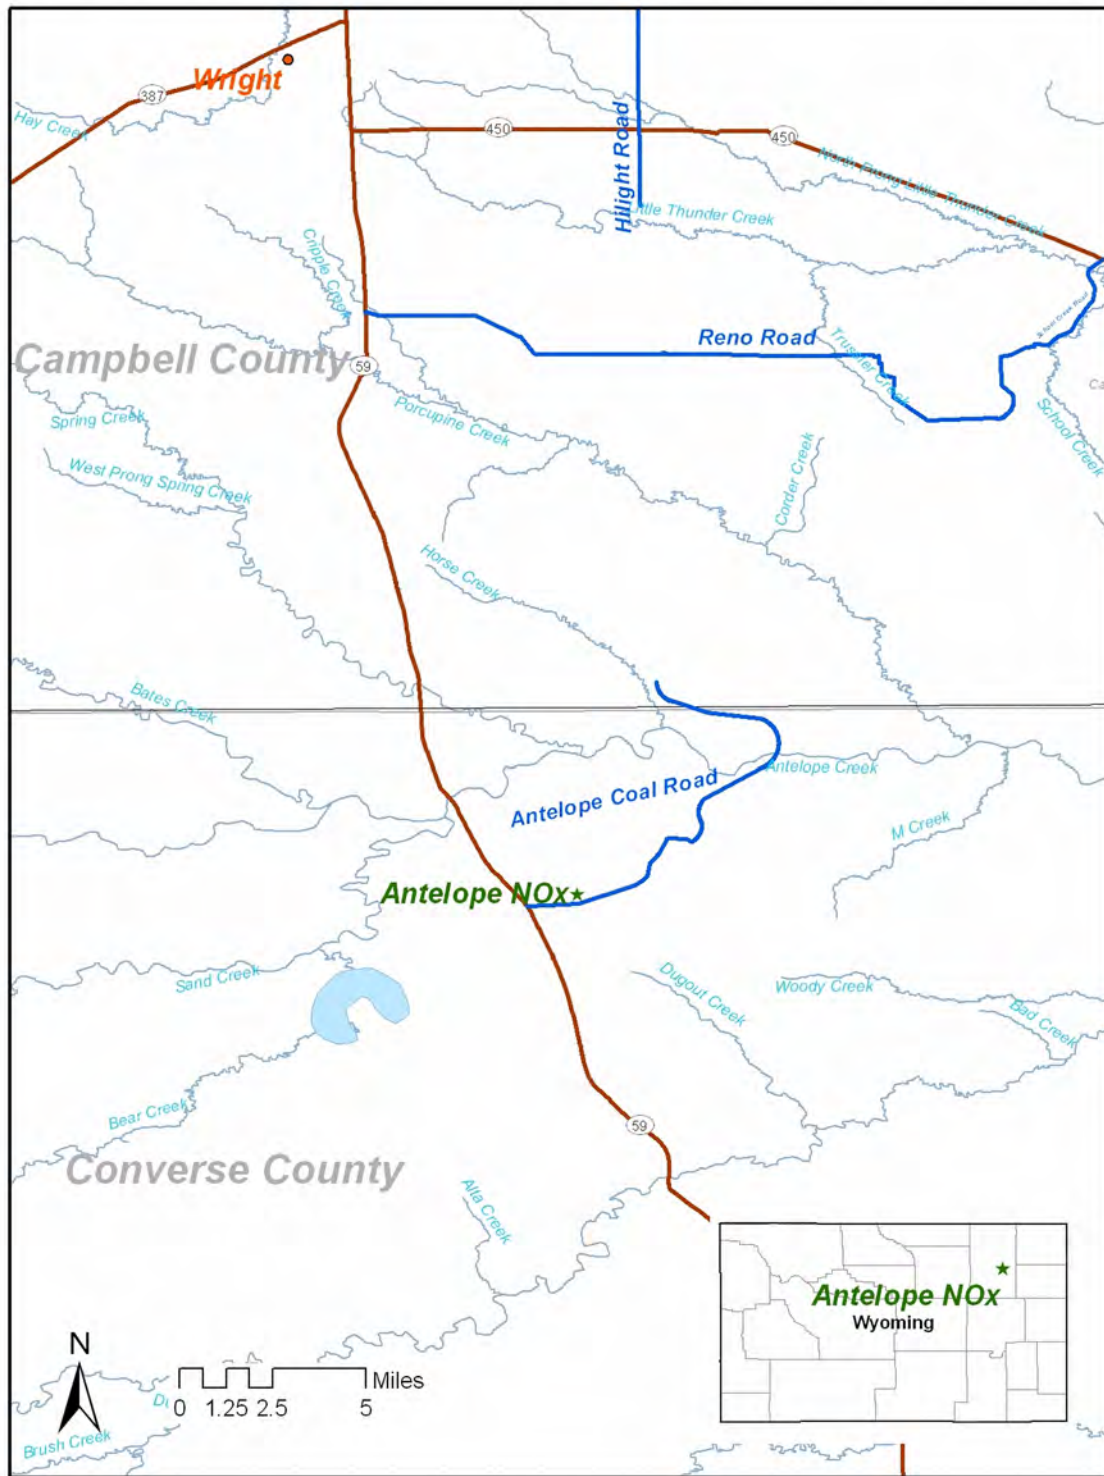 Wright
387
Hay Creek
450
450
Hilight Road
North Prong Little Thunder Creek
Little Thunder Creek
Cripple Creek
Reno Road
Campbell County
59
Trussler Creek
School Creek
Spring Creek
Porcupine Creek
West Prong Spring Creek
Corder Creek
Horse Creek
Bates Creek
Antelope Creek
Antelope Coal Road
M Creek
Antelope NOx
Sand Creek
Dugout Creek
Woody Creek
Bad Creek
Bear Creek
59
Converse County
Alta Creek
Antelope NOx
Wyoming
N
Miles
0 1.25 2.5 5
Brush Creek